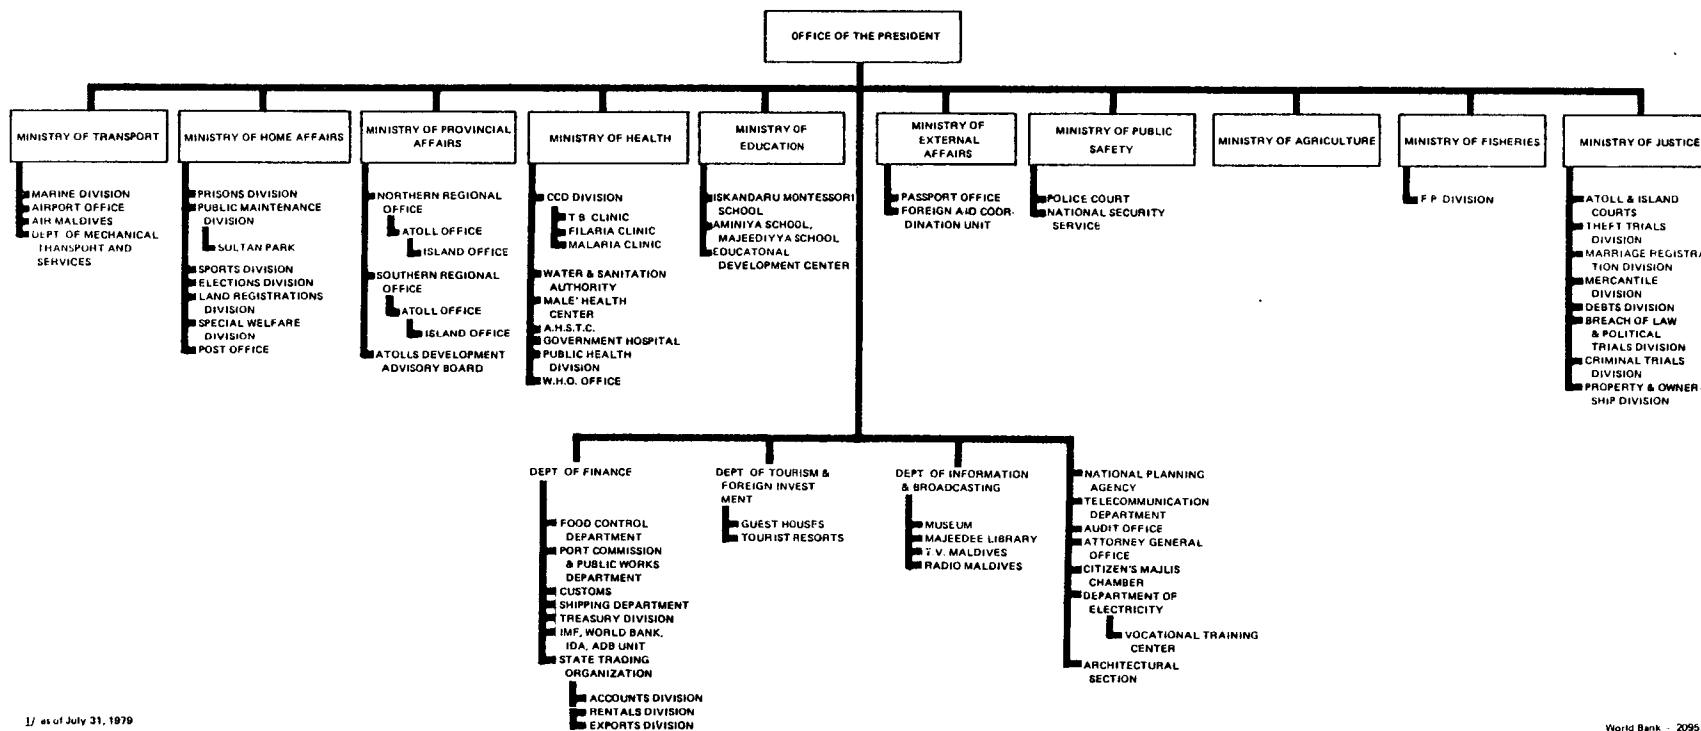 OFFICE OF THE PRESIDENT
MINISTRY OF TRANSPORT
MARINE DIVISION
AIRPORT OFFICE
AIR MALDIVES
DEPT OF MECHANICAL
TRANSPORT AND
SERVICES
MINISTRY OF HOME AFFAIRS
PRISONS DIVISION
PUBLIC MAINTENANCE
DIVISION
SULTAN PARK
SPORTS DIVISION
ELECTIONS DIVISION
LAND REGISTRATIONS
DIVISION
SPECIAL WELFARE
DIVISION
POST OFFICE
MINISTRY OF PROVINCIAL
AFFAIRS
NORTHERN REGIONAL
OFFICE
ATOLL OFFICE
ISLAND OFFICE
SOUTHERN REGIONAL
OFFICE
ATOLL OFFICE
ISLAND OFFICE
ATOLLS DEVELOPMENT
ADVISORY BOARD
MINISTRY OF HEALTH
CCD DIVISION
T B CLINIC
FILARIA CLINIC
MALARIA CLINIC
WATER & SANITATION
AUTHORITY
MALE' HEALTH
CENTER
A.H.S.T.C.
GOVERNMENT HOSPITAL
PUBLIC HEALTH
DIVISION
W.H.O. OFFICE
MINISTRY OF
EDUCATION
ISKANDARU MONTESSORI
SCHOOL
AMINIYA SCHOOL,
MAJEEDIYYA SCHOOL
EDUCATONAL
DEVELOPMENT CENTER
MINISTRY OF
EXTERNAL
AFFAIRS
PASSPORT OFFICE
FOREIGN AID COOR-
DINATION UNIT
MINISTRY OF PUBLIC
SAFETY
POLICE COURT
NATIONAL SECURITY
SERVICE
MINISTRY OF AGRICULTURE
MINISTRY OF FISHERIES
F P DIVISION
MINISTRY OF JUSTICE
ATOLL & ISLAND
COURTS
THEFT TRIALS
DIVISION
MARRIAGE REGISTRA
TION DIVISION
MERCANTILE
DIVISION
DEBTS DIVISION
BREACH OF LAW
& POLITICAL
TRIALS DIVISION
CRIMINAL TRIALS
DIVISION
PROPERTY & OWNER
SHIP DIVISION
DEPT OF FINANCE
FOOD CONTROL
DEPARTMENT
PORT COMMISSION
& PUBLIC WORKS
DEPARTMENT
CUSTOMS
SHIPPING DEPARTMENT
TREASURY DIVISION
IMF, WORLD BANK,
IDA, ADB UNIT
STATE TRADING
ORGANIZATION
ACCOUNTS DIVISION
RENTALS DIVISION
EXPORTS DIVISION
DEPT OF TOURISM &
FOREIGN INVEST
MENT
GUEST HOUSES
TOURIST RESORTS
DEPT OF INFORMATION
& BROADCASTING
MUSEUM
MAJEEDEE LIBRARY
T.V. MALDIVES
RADIO MALDIVES
NATIONAL PLANNING
AGENCY
TELECOMMUNICATION
DEPARTMENT
AUDIT OFFICE
ATTORNEY GENERAL
OFFICE
CITIZEN'S MAJLIS
CHAMBER
DEPARTMENT OF
ELECTRICITY
VOCATIONAL TRAINING
CENTER
ARCHITECTURAL
SECTION
1/ as of July 31, 1979
World Bank - 2095